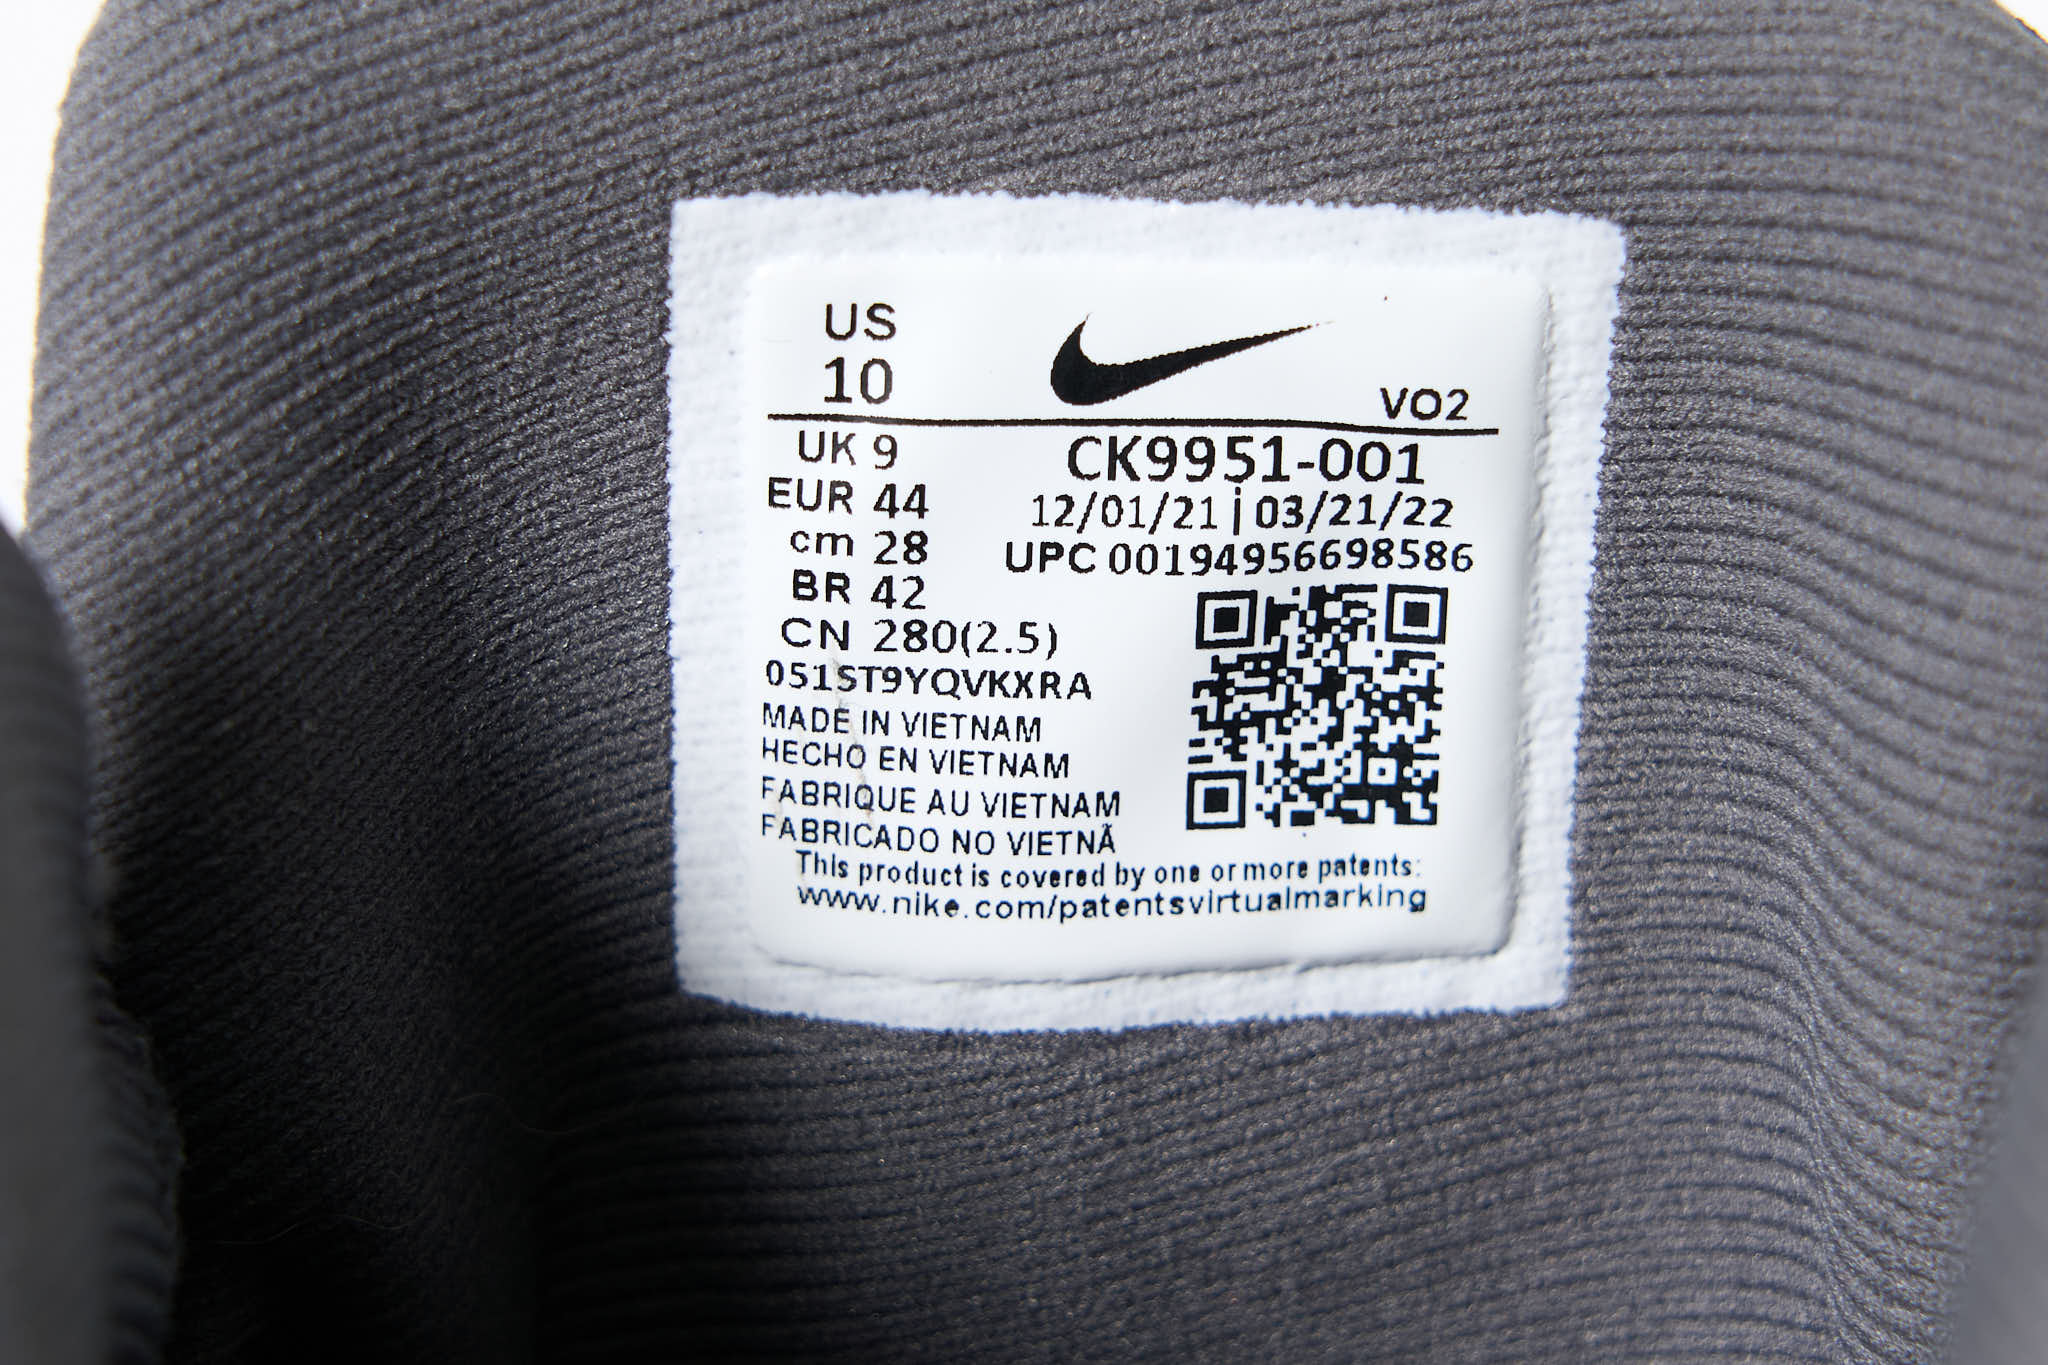 US
10
VO2
UK 9
EUR 44
cm 28
BR 42
CN 280(2.5)
CK9951-001
12/01/21 | 03/21/22
UPC 00194956698586
051ST9YQVKXRA
MADE IN VIETNAM
HECHO EN VIETNAM
FABRIQUE AU VIETNAM
FABRICADO NO VIETNÃ
This product is covered by one or more patents:
www.nike.com/patentsvirtualmarking